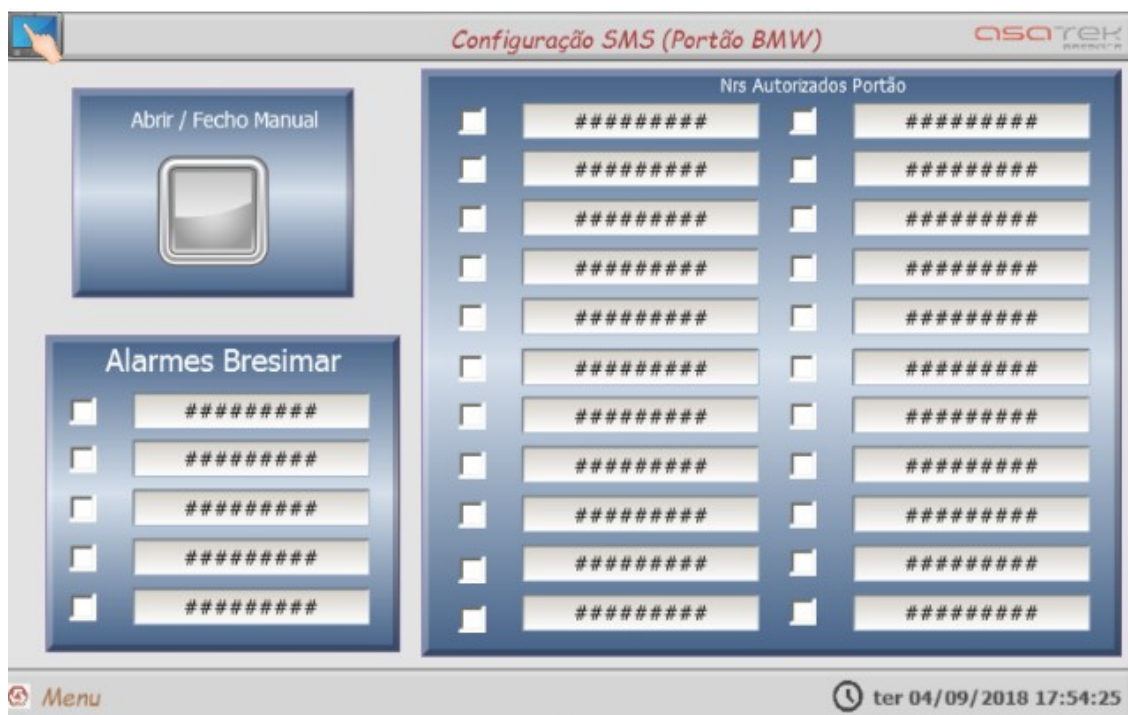 Configuração SMS (Portão BMW)
asatek
Abrir / Fecho Manual
Nrs Autorizados Portão
######### #########
######### #########
######### #########
######### #########
######### #########
######### #########
######### #########
######### #########
######### #########
######### #########
######### #########
Alarmes Bresimar
#########
#########
#########
#########
#########
Menu
ter 04/09/2018 17:54:25